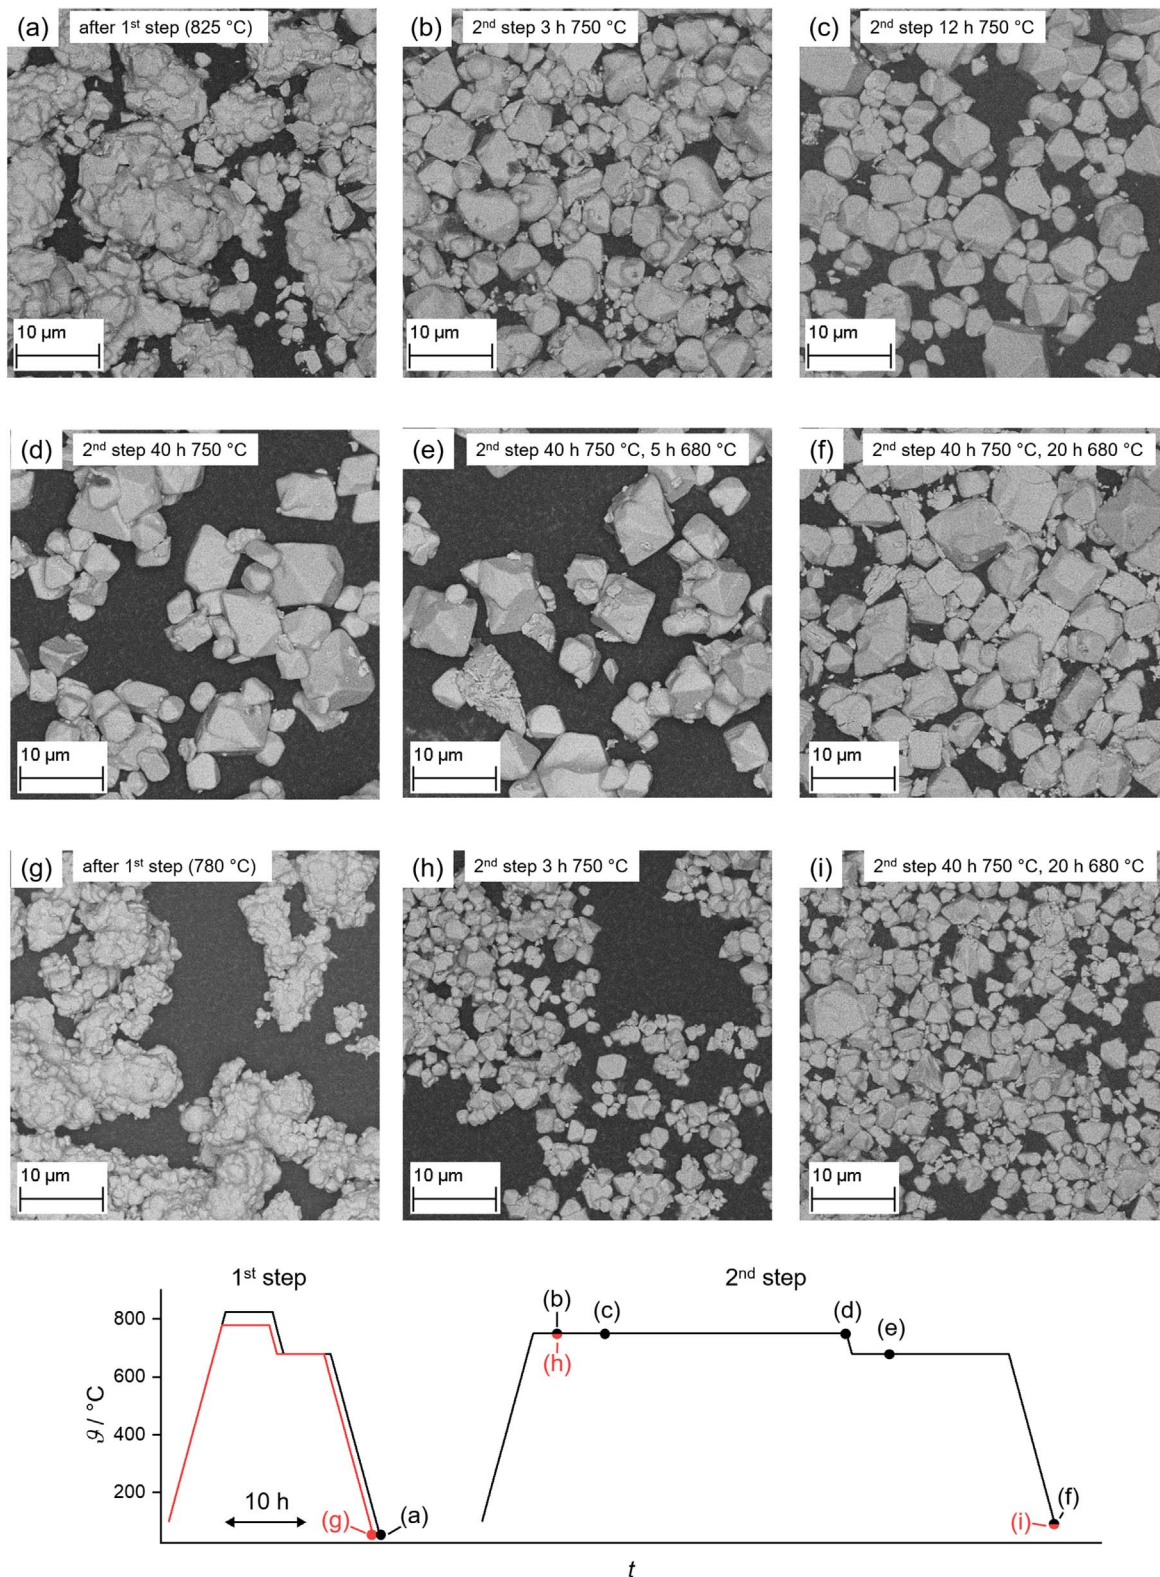 (a) after 1st step (825 °C)
(b) 2nd step 3 h 750 °C
(c) 2nd step 12 h 750 °C
10 µm
10 µm
10 µm
(d) 2nd step 40 h 750 °C
(e) 2nd step 40 h 750 °C, 5 h 680 °C
(f) 2nd step 40 h 750 °C, 20 h 680 °C
10 µm
10 µm
10 µm
(g) after 1st step (780 °C)
(h) 2nd step 3 h 750 °C
(i) 2nd step 40 h 750 °C, 20 h 680 °C
10 µm
10 µm
10 µm
1st step
2nd step
800
600
400
200
ϑ / °C
10 h
(g)
(a)
(b)
(h)
(c)
(d)
(e)
(f)
(i)
t